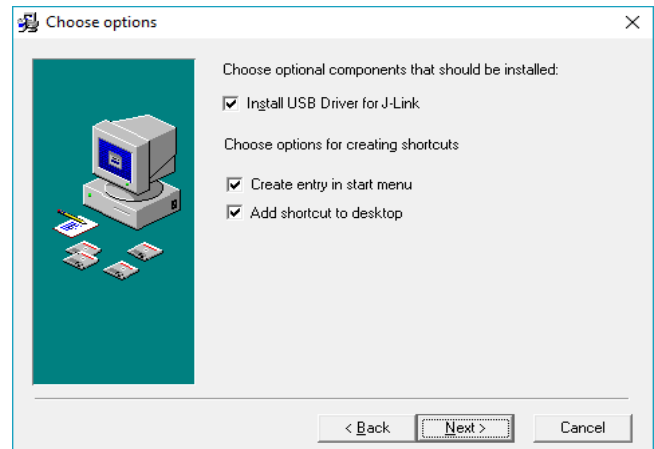 Choose options
Choose optional components that should be installed:
Install USB Driver for J-Link
Choose options for creating shortcuts
Create entry in start menu
Add shortcut to desktop
< Back
Next >
Cancel